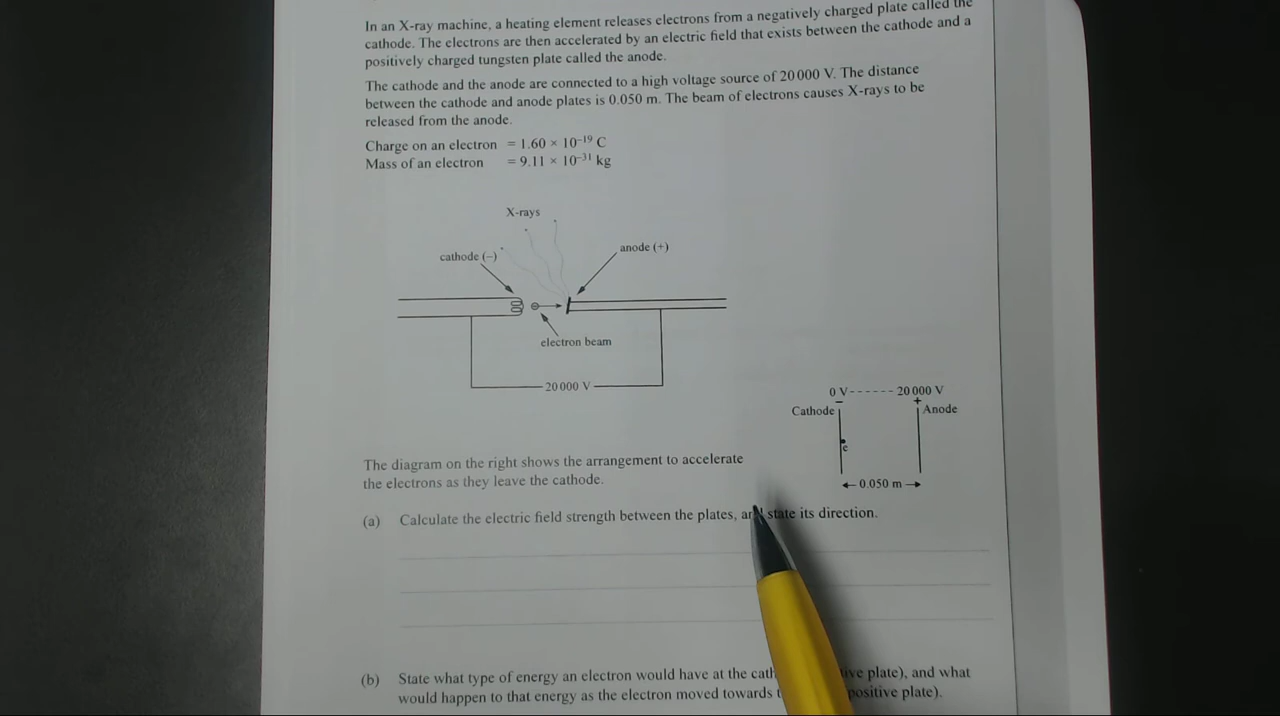 In an X-ray machine, a heating element releases electrons from a negatively charged plate called the
cathode. The electrons are then accelerated by an electric field that exists between the cathode and a
positively charged tungsten plate called the anode.
The cathode and the anode are connected to a high voltage source of 20 000 V. The distance
between the cathode and anode plates is 0.050 m. The beam of electrons causes X-rays to be
released from the anode.
Charge on an electron = 1.60 × 10⁻¹⁹ C
Mass of an electron = 9.11 × 10⁻³¹ kg
X-rays
cathode (–)
anode (+)
electron beam
20 000 V
0 V - - - - - - 20 000 V
– +
Cathode Anode
e
0.050 m
The diagram on the right shows the arrangement to accelerate
the electrons as they leave the cathode.
(a) Calculate the electric field strength between the plates, and state its direction.
(b) State what type of energy an electron would have at the plate), and what
would happen to that energy as the electron moved towards positive plate).